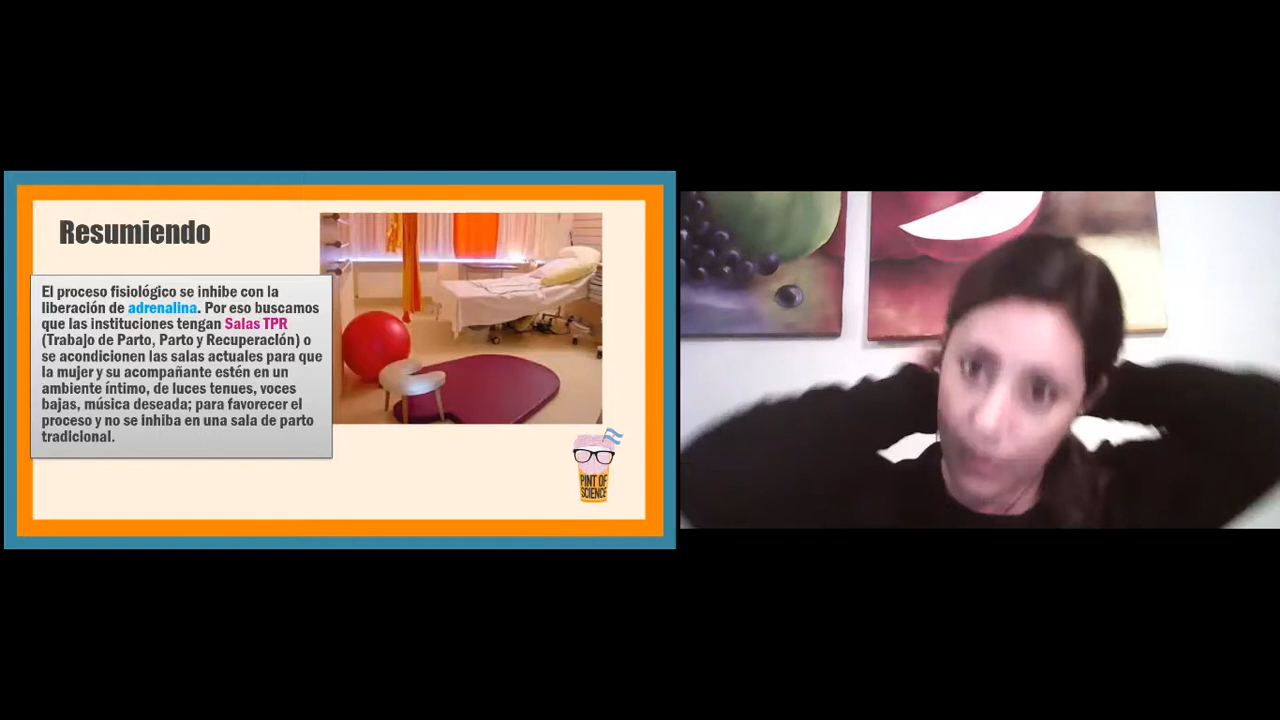 Resumiendo
El proceso fisiológico se inhibe con la
liberación de adrenalina. Por eso buscamos
que las instituciones tengan Salas TPR
(Trabajo de Parto, Parto y Recuperación) o
se acondicionen las salas actuales para que
la mujer y su acompañante estén en un
ambiente íntimo, de luces tenues, voces
bajas, música deseada; para favorecer el
proceso y no se inhiba en una sala de parto
tradicional.
PINT OF
SCIENCE